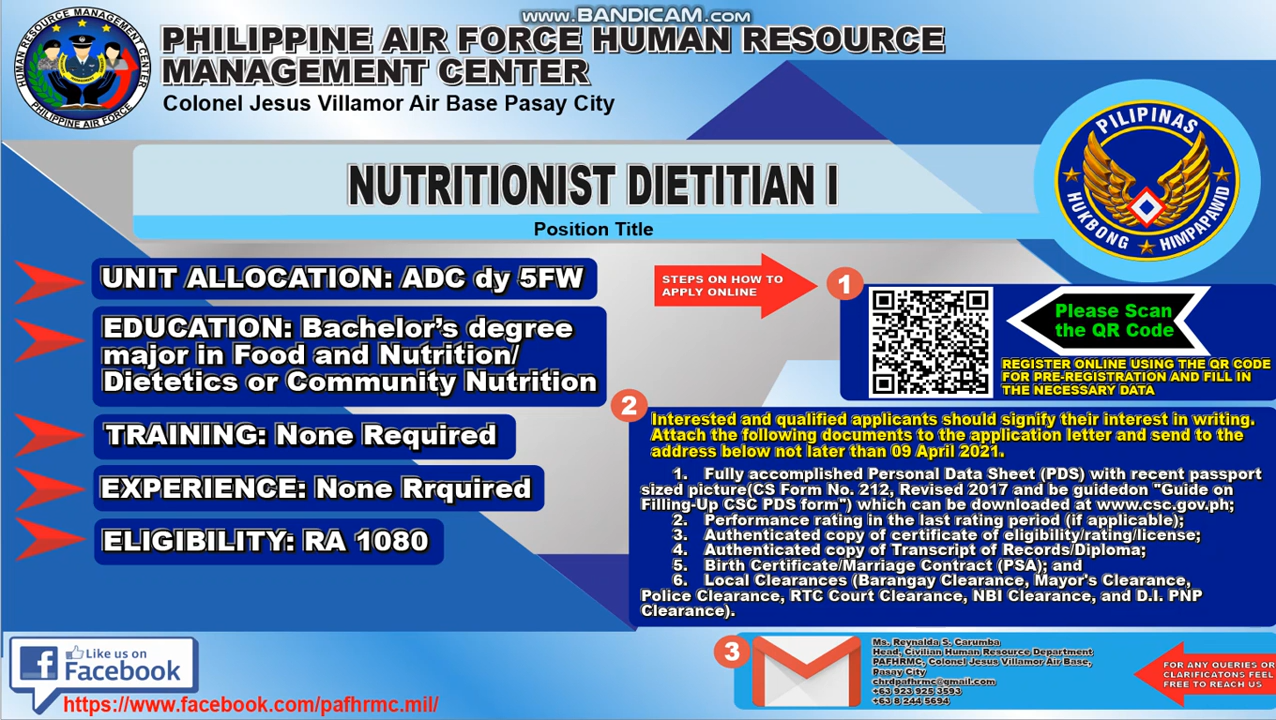 www.BANDICAM.com
HUMAN RESOURCE MANAGEMENT CENTER
PHILIPPINE AIR FORCE
PHILIPPINE AIR FORCE HUMAN RESOURCE
MANAGEMENT CENTER
Colonel Jesus Villamor Air Base Pasay City
PILIPINAS
HUKBONG HIMPAPAWID
NUTRITIONIST DIETITIAN I
Position Title
UNIT ALLOCATION: ADC dy 5FW
EDUCATION: Bachelor's degree
major in Food and Nutrition/
Dietetics or Community Nutrition
TRAINING: None Required
EXPERIENCE: None Rrquired
ELIGIBILITY: RA 1080
STEPS ON HOW TO
APPLY ONLINE
1
Please Scan
the QR Code
REGISTER ONLINE USING THE QR CODE
FOR PRE-REGISTRATION AND FILL IN
THE NECESSARY DATA
2
Interested and qualified applicants should signify their interest in writing.
Attach the following documents to the application letter and send to the
address below not later than 09 April 2021.
1. Fully accomplished Personal Data Sheet (PDS) with recent passport
sized picture(CS Form No. 212, Revised 2017 and be guidedon "Guide on
Filling-Up CSC PDS form") which can be downloaded at www.csc.gov.ph;
2. Performance rating in the last rating period (if applicable);
3. Authenticated copy of certificate of eligibility/rating/license;
4. Authenticated copy of Transcript of Records/Diploma;
5. Birth Certificate/Marriage Contract (PSA); and
6. Local Clearances (Barangay Clearance, Mayor's Clearance,
Police Clearance, RTC Court Clearance, NBI Clearance, and D.I. PNP
Clearance).
3
Ms. Reynalda S. Carumba
Head, Civilian Human Resource Department
PAFHRMC, Colonel Jesus Villamor Air Base,
Pasay City
chrdpafhrmc@gmail.com
+63 923 925 3593
+63 8 244 5694
FOR ANY QUERIES OR
CLARIFICATONS FEEL
FREE TO REACH US
Like us on
Facebook
https://www.facebook.com/pafhrmc.mil/